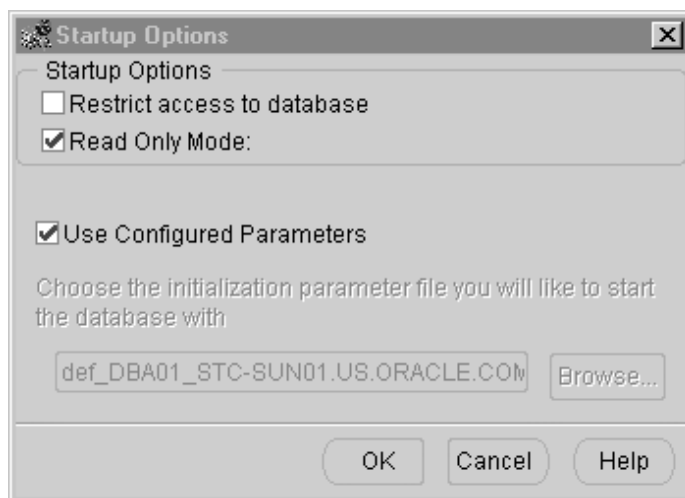 Startup Options
Startup Options
Restrict access to database
Read Only Mode:
Use Configured Parameters
Choose the initialization parameter file you will like to start
the database with
def_DBA01_STC-SUN01.US.ORACLE.COM
Browse...
OK Cancel Help